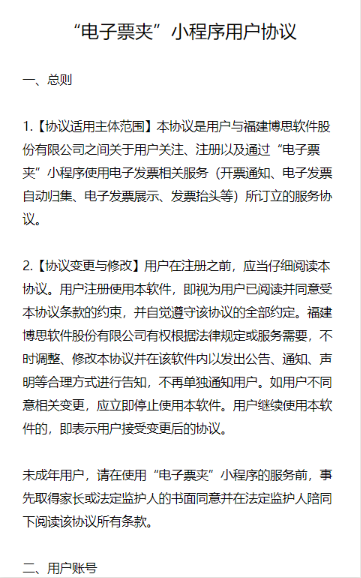 “电子票夹”小程序用户协议
一、总则
1.【协议适用主体范围】本协议是用户与福建博思软件股
份有限公司之间关于用户关注、注册以及通过“电子票
夹”小程序使用电子发票相关服务（开票通知、电子发票
自动归集、电子发票展示、发票抬头等）所订立的服务协
议。
2.【协议变更与修改】用户在注册之前，应当仔细阅读本
协议。用户注册使用本软件，即视为用户已阅读并同意受
本协议条款的约束，并自觉遵守该协议的全部约定。福建
博思软件股份有限公司有权根据法律规定或服务需要，不
时调整、修改本协议并在该软件内以发出公告、通知、声
明等合理方式进行告知，不再单独通知用户。如用户不同
意相关变更，应立即停止使用本软件。用户继续使用本软
件的，即表示用户接受变更后的协议。
未成年用户，请在使用“电子票夹”小程序的服务前，事
先取得家长或法定监护人的书面同意并在法定监护人陪同
下阅读该协议所有条款。
二、用户账号